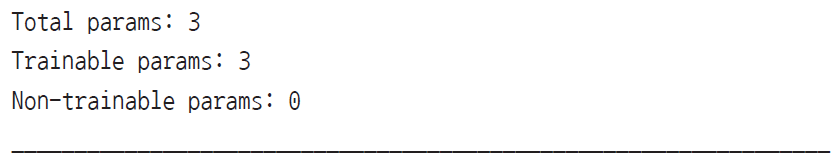 Total params: 3
Trainable params: 3
Non-trainable params: 0